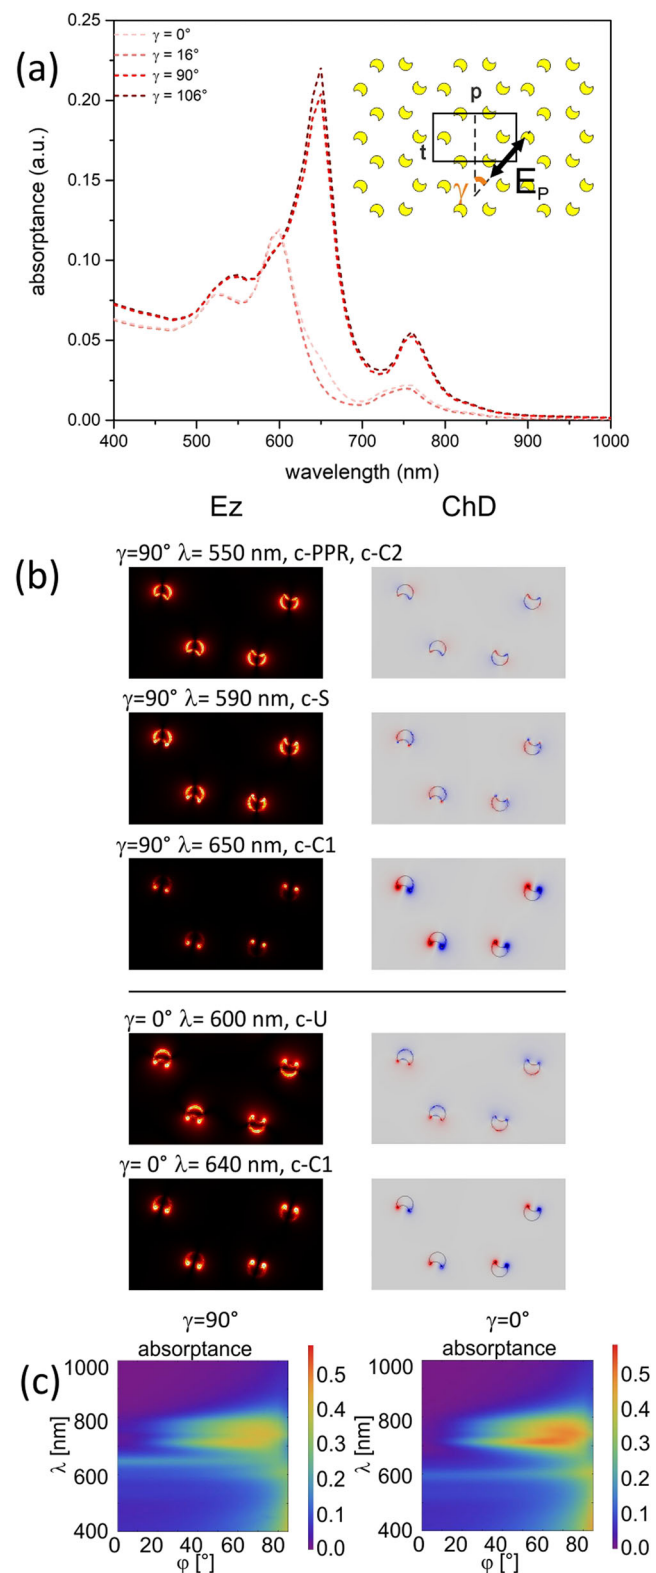 (a)
0.25
0.20
0.15
0.10
0.05
0.00
absorptance (a.u.)
γ = 0°
γ = 16°
γ = 90°
γ = 106°
p
t
γ
E_P
400 500 600 700 800 900 1000
wavelength (nm)
Ez ChD
(b)
γ=90° λ= 550 nm, c-PPR, c-C2
γ=90° λ= 590 nm, c-S
γ=90° λ= 650 nm, c-C1
γ= 0° λ= 600 nm, c-U
γ= 0° λ= 640 nm, c-C1
(c)
γ=90°
absorptance
1000
800
600
400
λ [nm]
0 20 40 60 80
φ [°]
0.5
0.4
0.3
0.2
0.1
0.0
γ=0°
absorptance
1000
800
600
400
λ [nm]
0 20 40 60 80
φ [°]
0.5
0.4
0.3
0.2
0.1
0.0